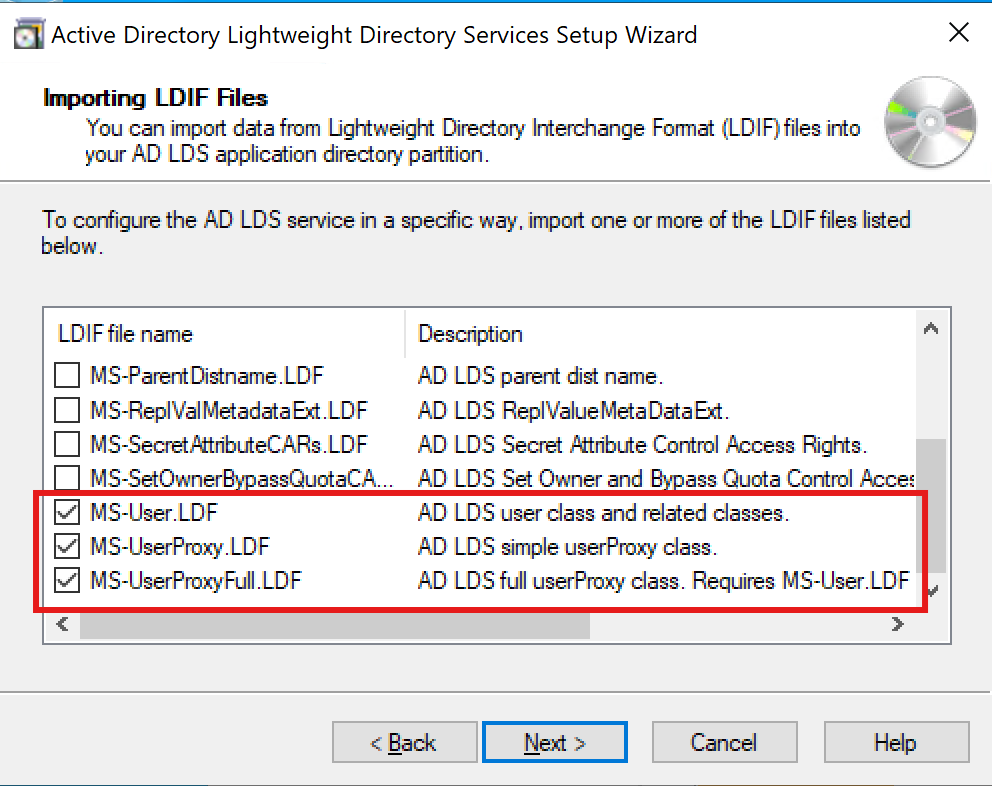 Active Directory Lightweight Directory Services Setup Wizard
Importing LDIF Files
You can import data from Lightweight Directory Interchange Format (LDIF) files into
your AD LDS application directory partition.
To configure the AD LDS service in a specific way, import one or more of the LDIF files listed
below.
LDIF file name Description
MS-ParentDistname.LDF AD LDS parent dist name.
MS-ReplValMetadataExt.LDF AD LDS ReplValueMetaDataExt.
MS-SecretAttributeCARs.LDF AD LDS Secret Attribute Control Access Rights.
MS-SetOwnerBypassQuotaCA... AD LDS Set Owner and Bypass Quota Control Acces
MS-User.LDF AD LDS user class and related classes.
MS-UserProxy.LDF AD LDS simple userProxy class.
MS-UserProxyFull.LDF AD LDS full userProxy class. Requires MS-User.LDF
< Back Next > Cancel Help